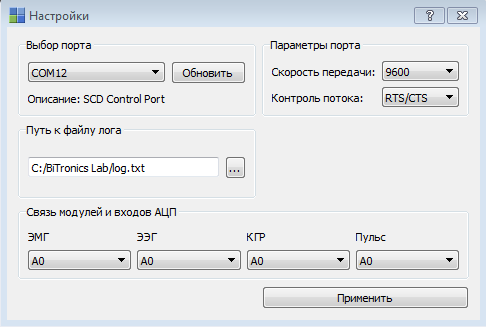 Настройки
Выбор порта
COM12
Обновить
Описание: SCD Control Port
Параметры порта
Скорость передачи: 9600
Контроль потока: RTS/CTS
Путь к файлу лога
C:/BiTronics Lab/log.txt
...
Связь модулей и входов АЦП
ЭМГ ЭЭГ КГР Пульс
A0 A0 A0 A0
Применить